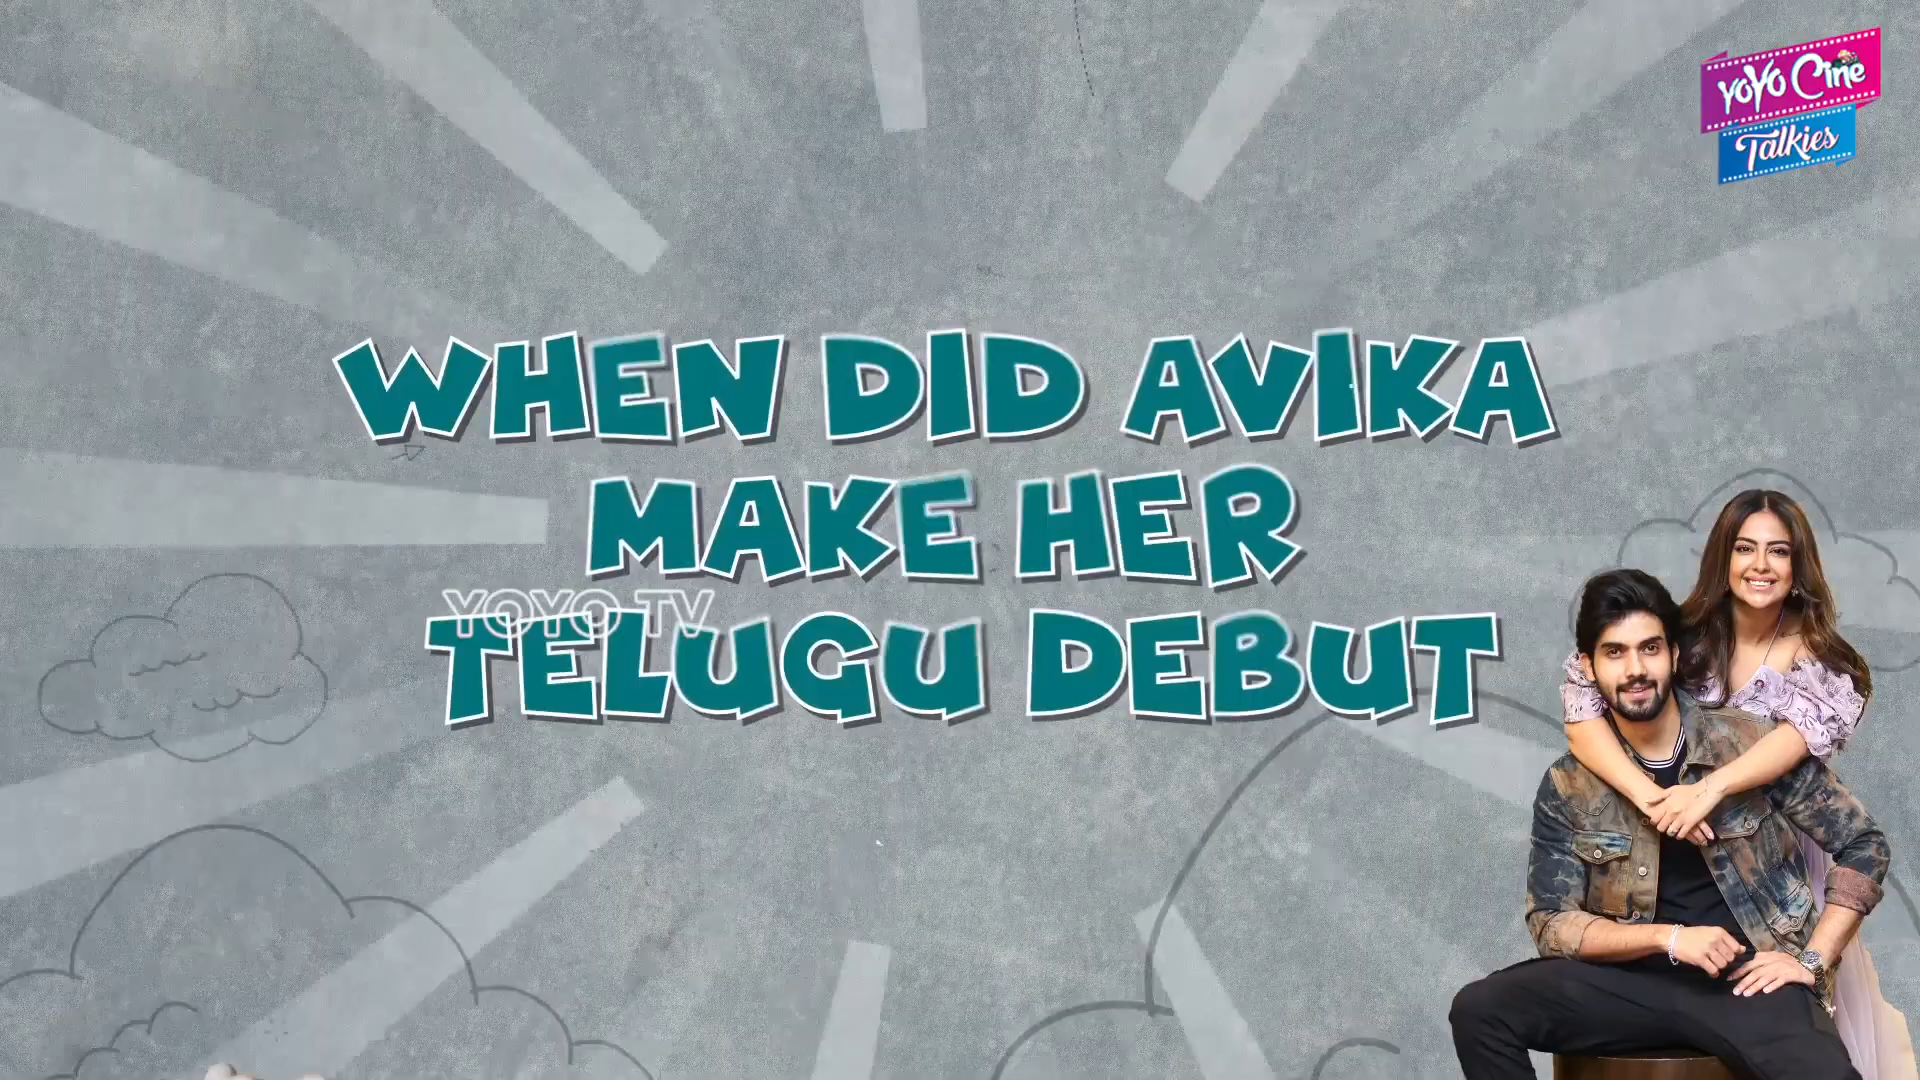 YOYO Cine
Talkies
WHEN DID AVIKA
MAKE HER
YOYO TV
TELUGU DEBUT